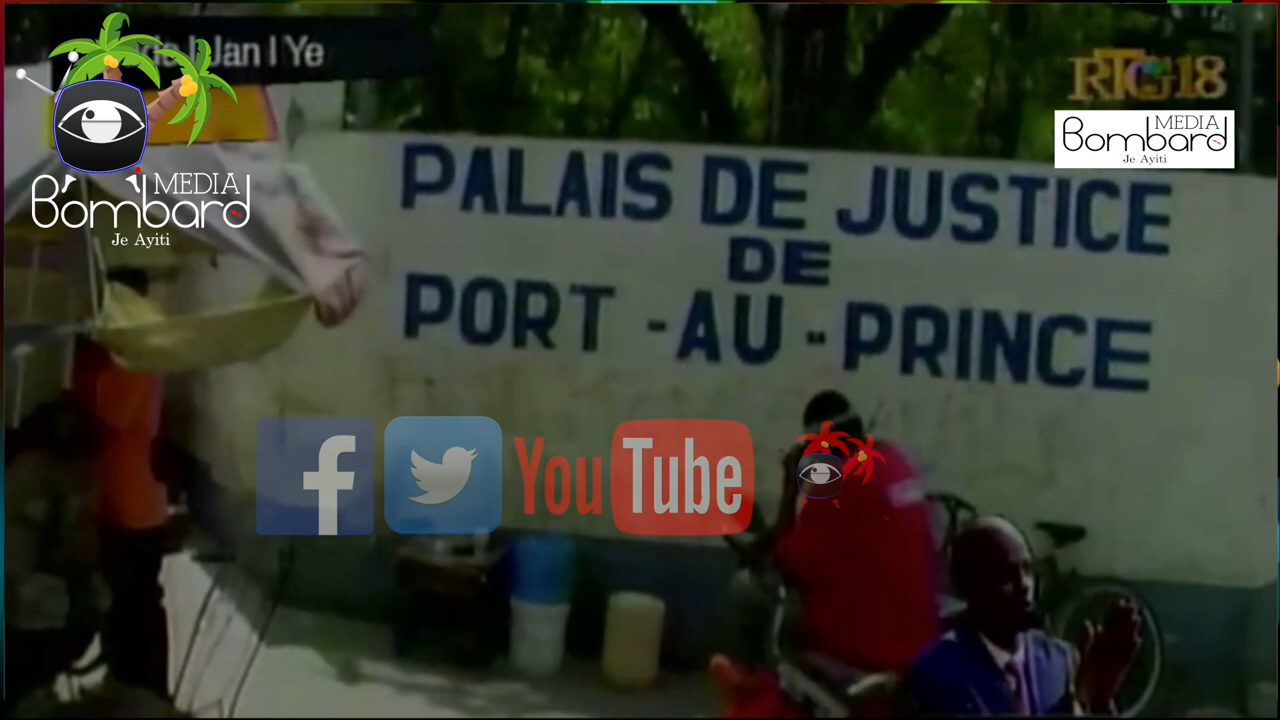 Jan l Ye
RTG18
MEDIA
Bombard
Je Ayiti
MEDIA
Bombard
Je Ayiti
PALAIS DE JUSTICE
DE
PORT-AU-PRINCE
f
YouTube